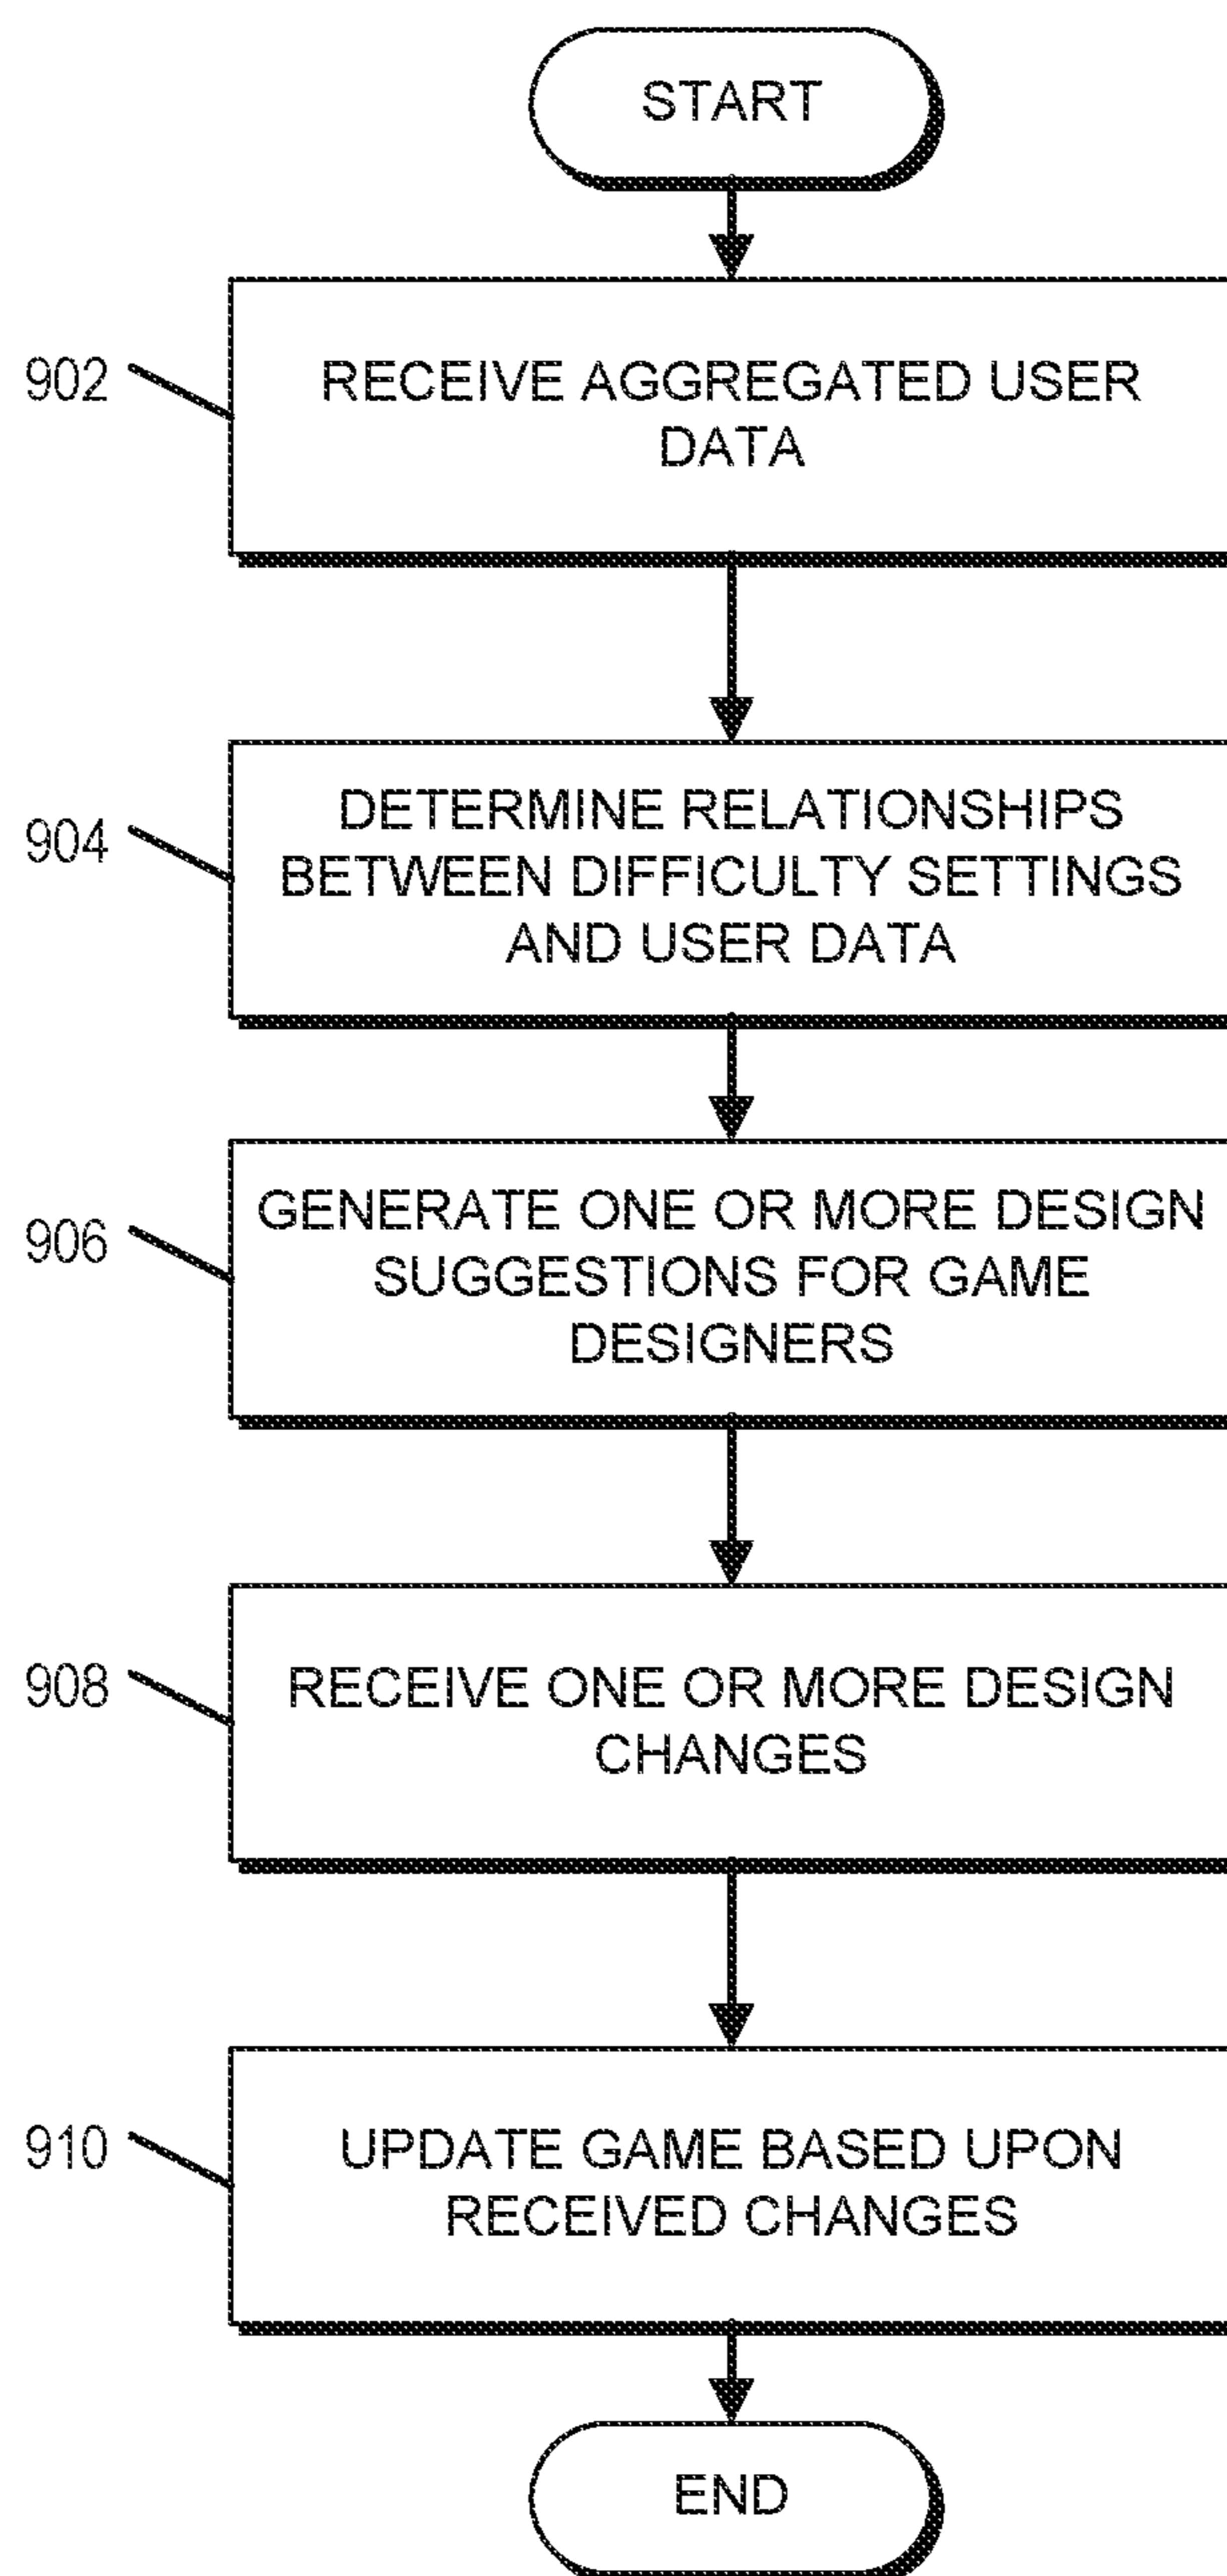 START
902
RECEIVE AGGREGATED USER
DATA
904
DETERMINE RELATIONSHIPS
BETWEEN DIFFICULTY SETTINGS
AND USER DATA
906
GENERATE ONE OR MORE DESIGN
SUGGESTIONS FOR GAME
DESIGNERS
908
RECEIVE ONE OR MORE DESIGN
CHANGES
910
UPDATE GAME BASED UPON
RECEIVED CHANGES
END